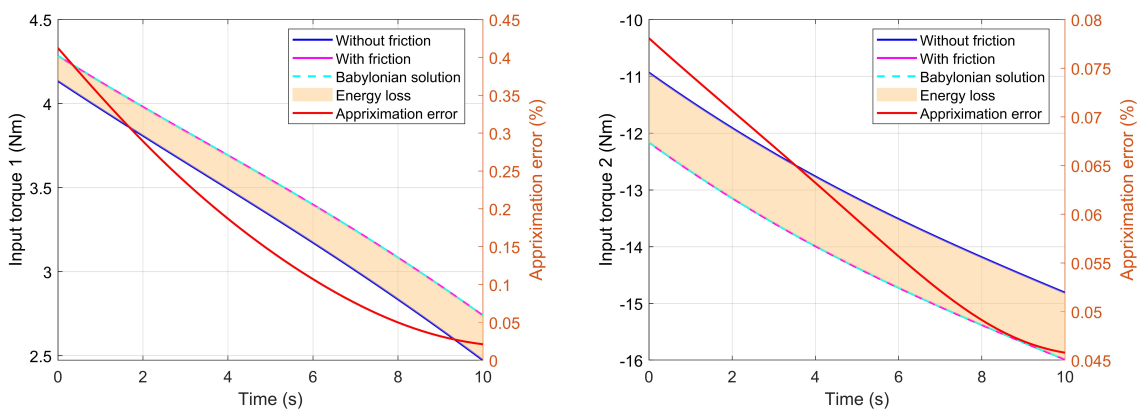 4.5
4
3.5
3
2.5
Input torque 1 (Nm)
0 2 4 6 8 10
Time (s)
0.45
0.4
0.35
0.3
0.25
0.2
0.15
0.1
0.05
0
Appriximation error (%)
Without friction
With friction
Babylonian solution
Energy loss
Appriximation error
-10
-11
-12
-13
-14
-15
-16
Input torque 2 (Nm)
0 2 4 6 8 10
Time (s)
0.08
0.075
0.07
0.065
0.06
0.055
0.05
0.045
Appriximation error (%)
Without friction
With friction
Babylonian solution
Energy loss
Appriximation error